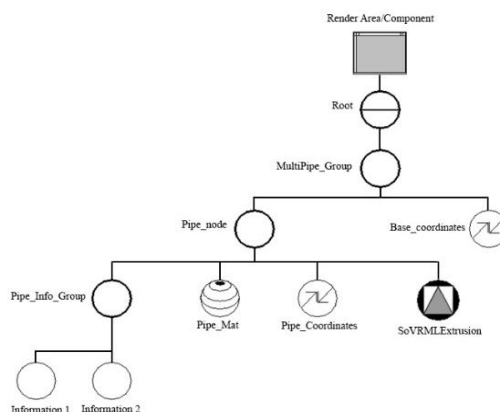 Render Area/Component
Root
MultiPipe_Group
Pipe_node
Base_coordinates
Pipe_Info_Group
Pipe_Mat
Pipe_Coordinates
SoVRMLExtrusion
Information 1
Information 2